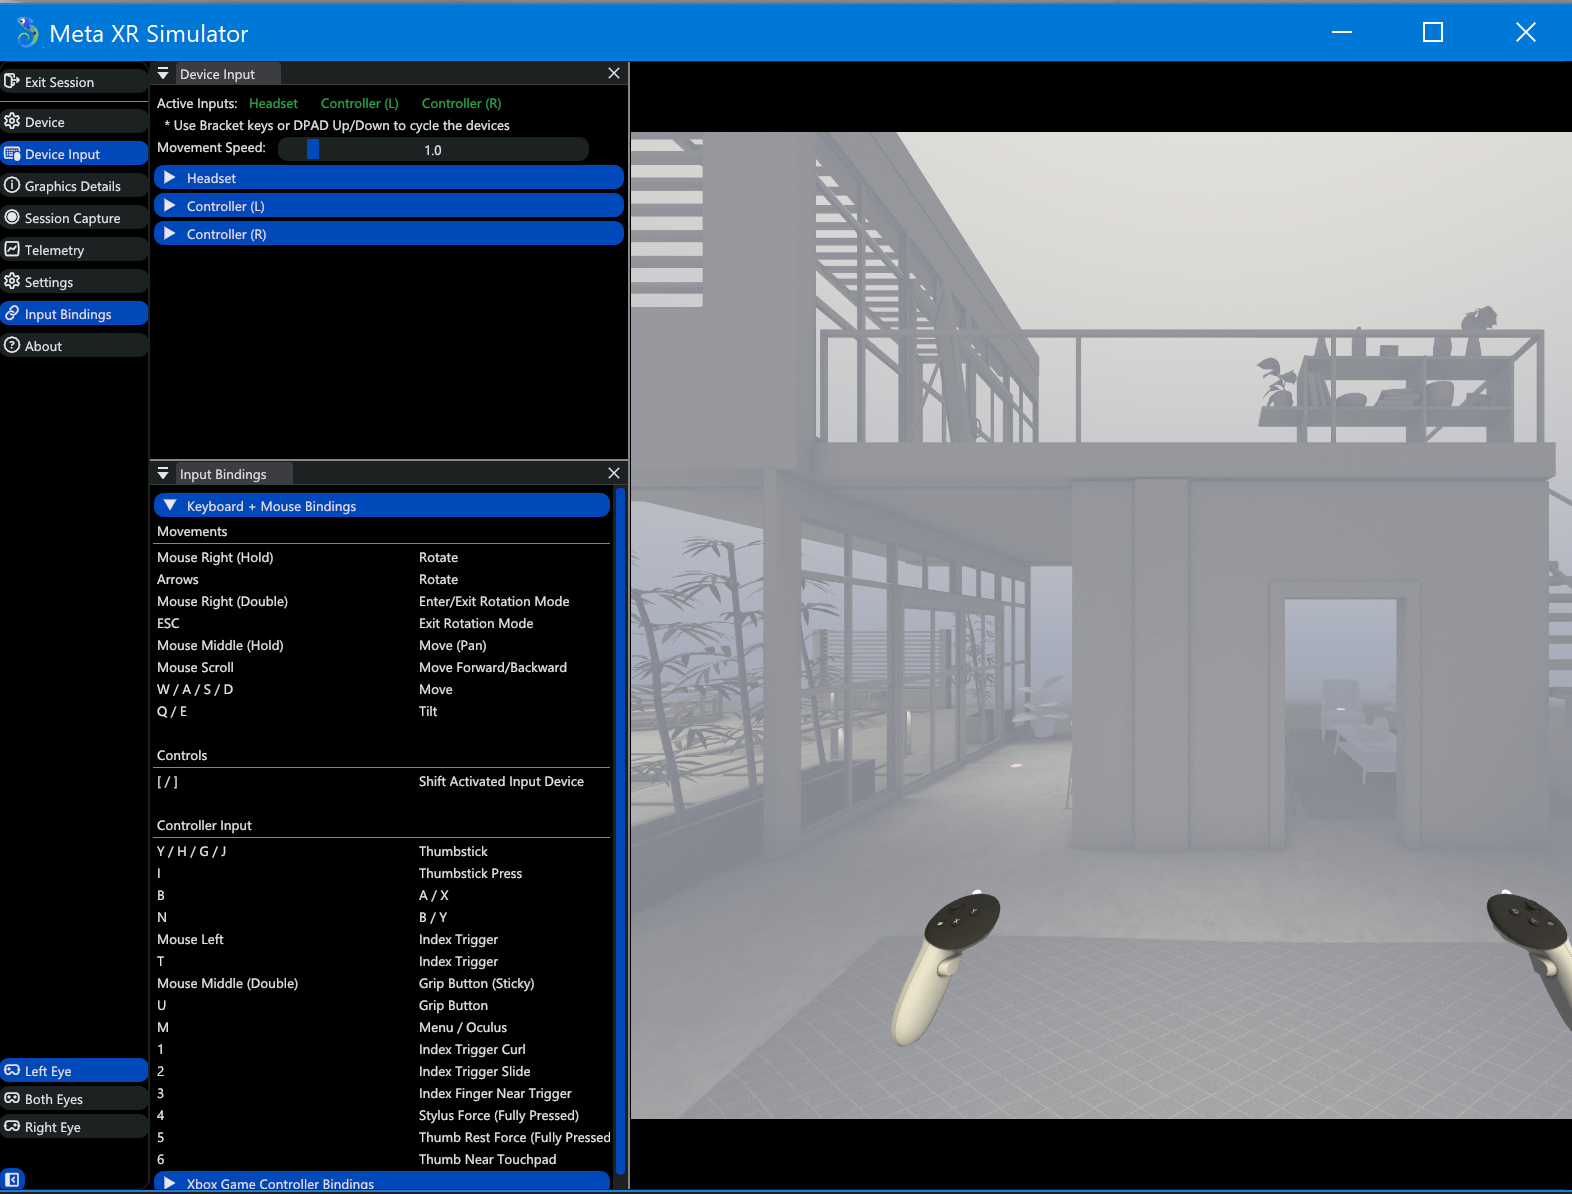 Meta XR Simulator
Exit Session
Device
Device Input
Graphics Details
Session Capture
Telemetry
Settings
Input Bindings
About
Left Eye
Both Eyes
Right Eye
Device Input
Active Inputs: Headset Controller (L) Controller (R)
* Use Bracket keys or DPAD Up/Down to cycle the devices
Movement Speed: 1.0
Headset
Controller (L)
Controller (R)
Input Bindings
Keyboard + Mouse Bindings
Movements
Mouse Right (Hold) Rotate
Arrows Rotate
Mouse Right (Double) Enter/Exit Rotation Mode
ESC Exit Rotation Mode
Mouse Middle (Hold) Move (Pan)
Mouse Scroll Move Forward/Backward
W / A / S / D Move
Q / E Tilt
Controls
[ / ] Shift Activated Input Device
Controller Input
Y / H / G / J Thumbstick
I Thumbstick Press
B A / X
N B / Y
Mouse Left Index Trigger
T Index Trigger
Mouse Middle (Double) Grip Button (Sticky)
U Grip Button
M Menu / Oculus
1 Index Trigger Curl
2 Index Trigger Slide
3 Index Finger Near Trigger
4 Stylus Force (Fully Pressed)
5 Thumb Rest Force (Fully Pressed
6 Thumb Near Touchpad
Xbox Game Controller Bindings